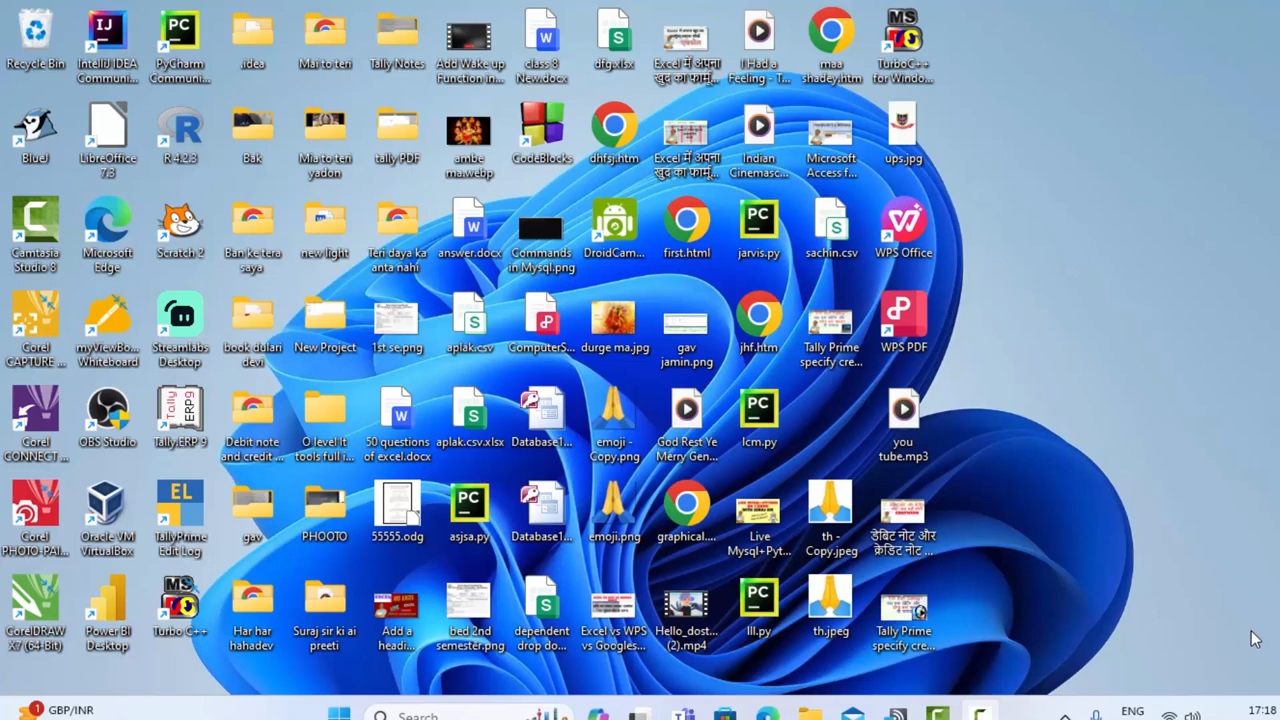 Recycle Bin
IntelliJ IDEA
Communi...
PyCharm
Communi...
.idea
Mai to teri
Tally Notes
Add Wake up
Function in...
class 8
New.docx
dfg.xlsx
Excel में अपना
खुद का फार्मू...
I Had a
Feeling - T...
maa
shadey.htm
TurboC++
for Windo...
BlueJ
LibreOffice
7.3
R 4.2.3
Bak
Mia to teri
yadon
tally PDF
ambe
ma.webp
CodeBlocks
dhfsj.htm
Excel में अपना
खुद का फार्मू...
Indian
Cinemasc...
Microsoft
Access f...
ups.jpg
Camtasia
Studio 8
Microsoft
Edge
Scratch 2
Ban ke tera
saya
new light
Teri daya ka
anta nahi
answer.docx
Commands
in Mysql.png
DroidCam...
first.html
jarvis.py
sachin.csv
WPS Office
Corel
CAPTURE ...
myViewBo...
Whiteboard
Streamlabs
Desktop
book dulari
devi
New Project
1st se.png
aplak.csv
ComputerS...
durge ma.jpg
gav
jamin.png
jhf.htm
Tally Prime
specify cre...
WPS PDF
Corel
CONNECT ...
OBS Studio
Tally.ERP 9
Debit note
and credit ...
O level It
tools full i...
50 questions
of excel.docx
aplak.csv.xlsx
Database1...
emoji -
Copy.png
God Rest Ye
Merry Gen...
lcm.py
you
tube.mp3
Corel
PHOTO-PAI...
Oracle VM
VirtualBox
TallyPrime
Edit Log
gav
PHOOTO
55555.odg
asjsa.py
Database1...
emoji.png
graphical....
Live
Mysql+Pyt...
th -
Copy.jpeg
डेबिट नोट और
क्रेडिट नोट ...
CorelDRAW
X7 (64-Bit)
Power BI
Desktop
Turbo C++
Har har
hahadev
Suraj sir ki ai
preeti
Add a
headi...
bed 2nd
semester.png
dependent
drop do...
Excel vs WPS
vs Googles...
Hello_dost...
(2).mp4
lll.py
th.jpeg
Tally Prime
specify cre...
1
GBP/INR
Search
ENG
17:18